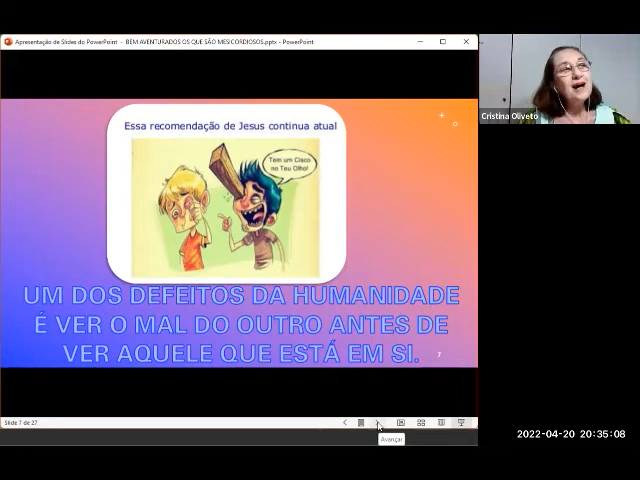 Apresentação de Slides do PowerPoint - BEM AVENTURADOS OS QUE SÃO MESICORDIOSOS.pptx - PowerPoint
Cristina Oliveto
Essa recomendação de Jesus continua atual
Tem um Cisco
no Teu Olho!
UM DOS DEFEITOS DA HUMANIDADE
É VER O MAL DO OUTRO ANTES DE
VER AQUELE QUE ESTÁ EM SI.
7
Slide 7 de 27
Avançar
2022-04-20 20:35:08